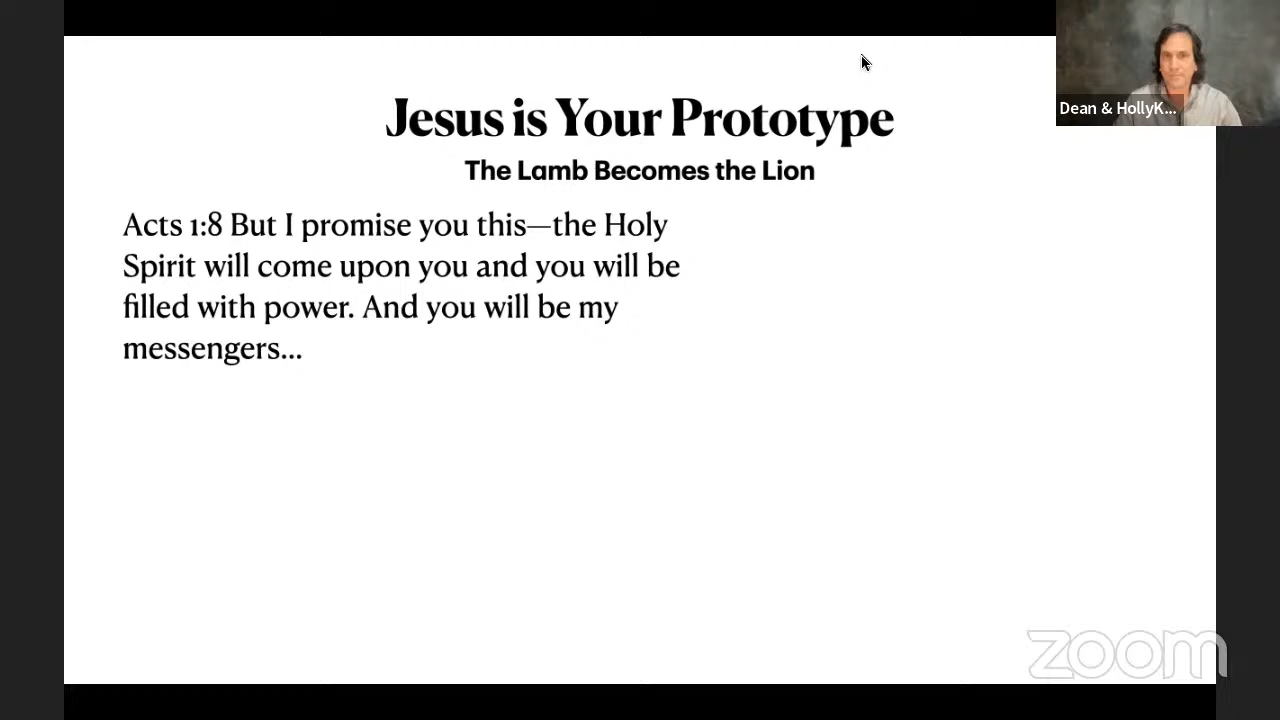 Jesus is Your Prototype
The Lamb Becomes the Lion
Acts 1:8 But I promise you this—the Holy
Spirit will come upon you and you will be
filled with power. And you will be my
messengers...
Dean & HollyK...
zoom